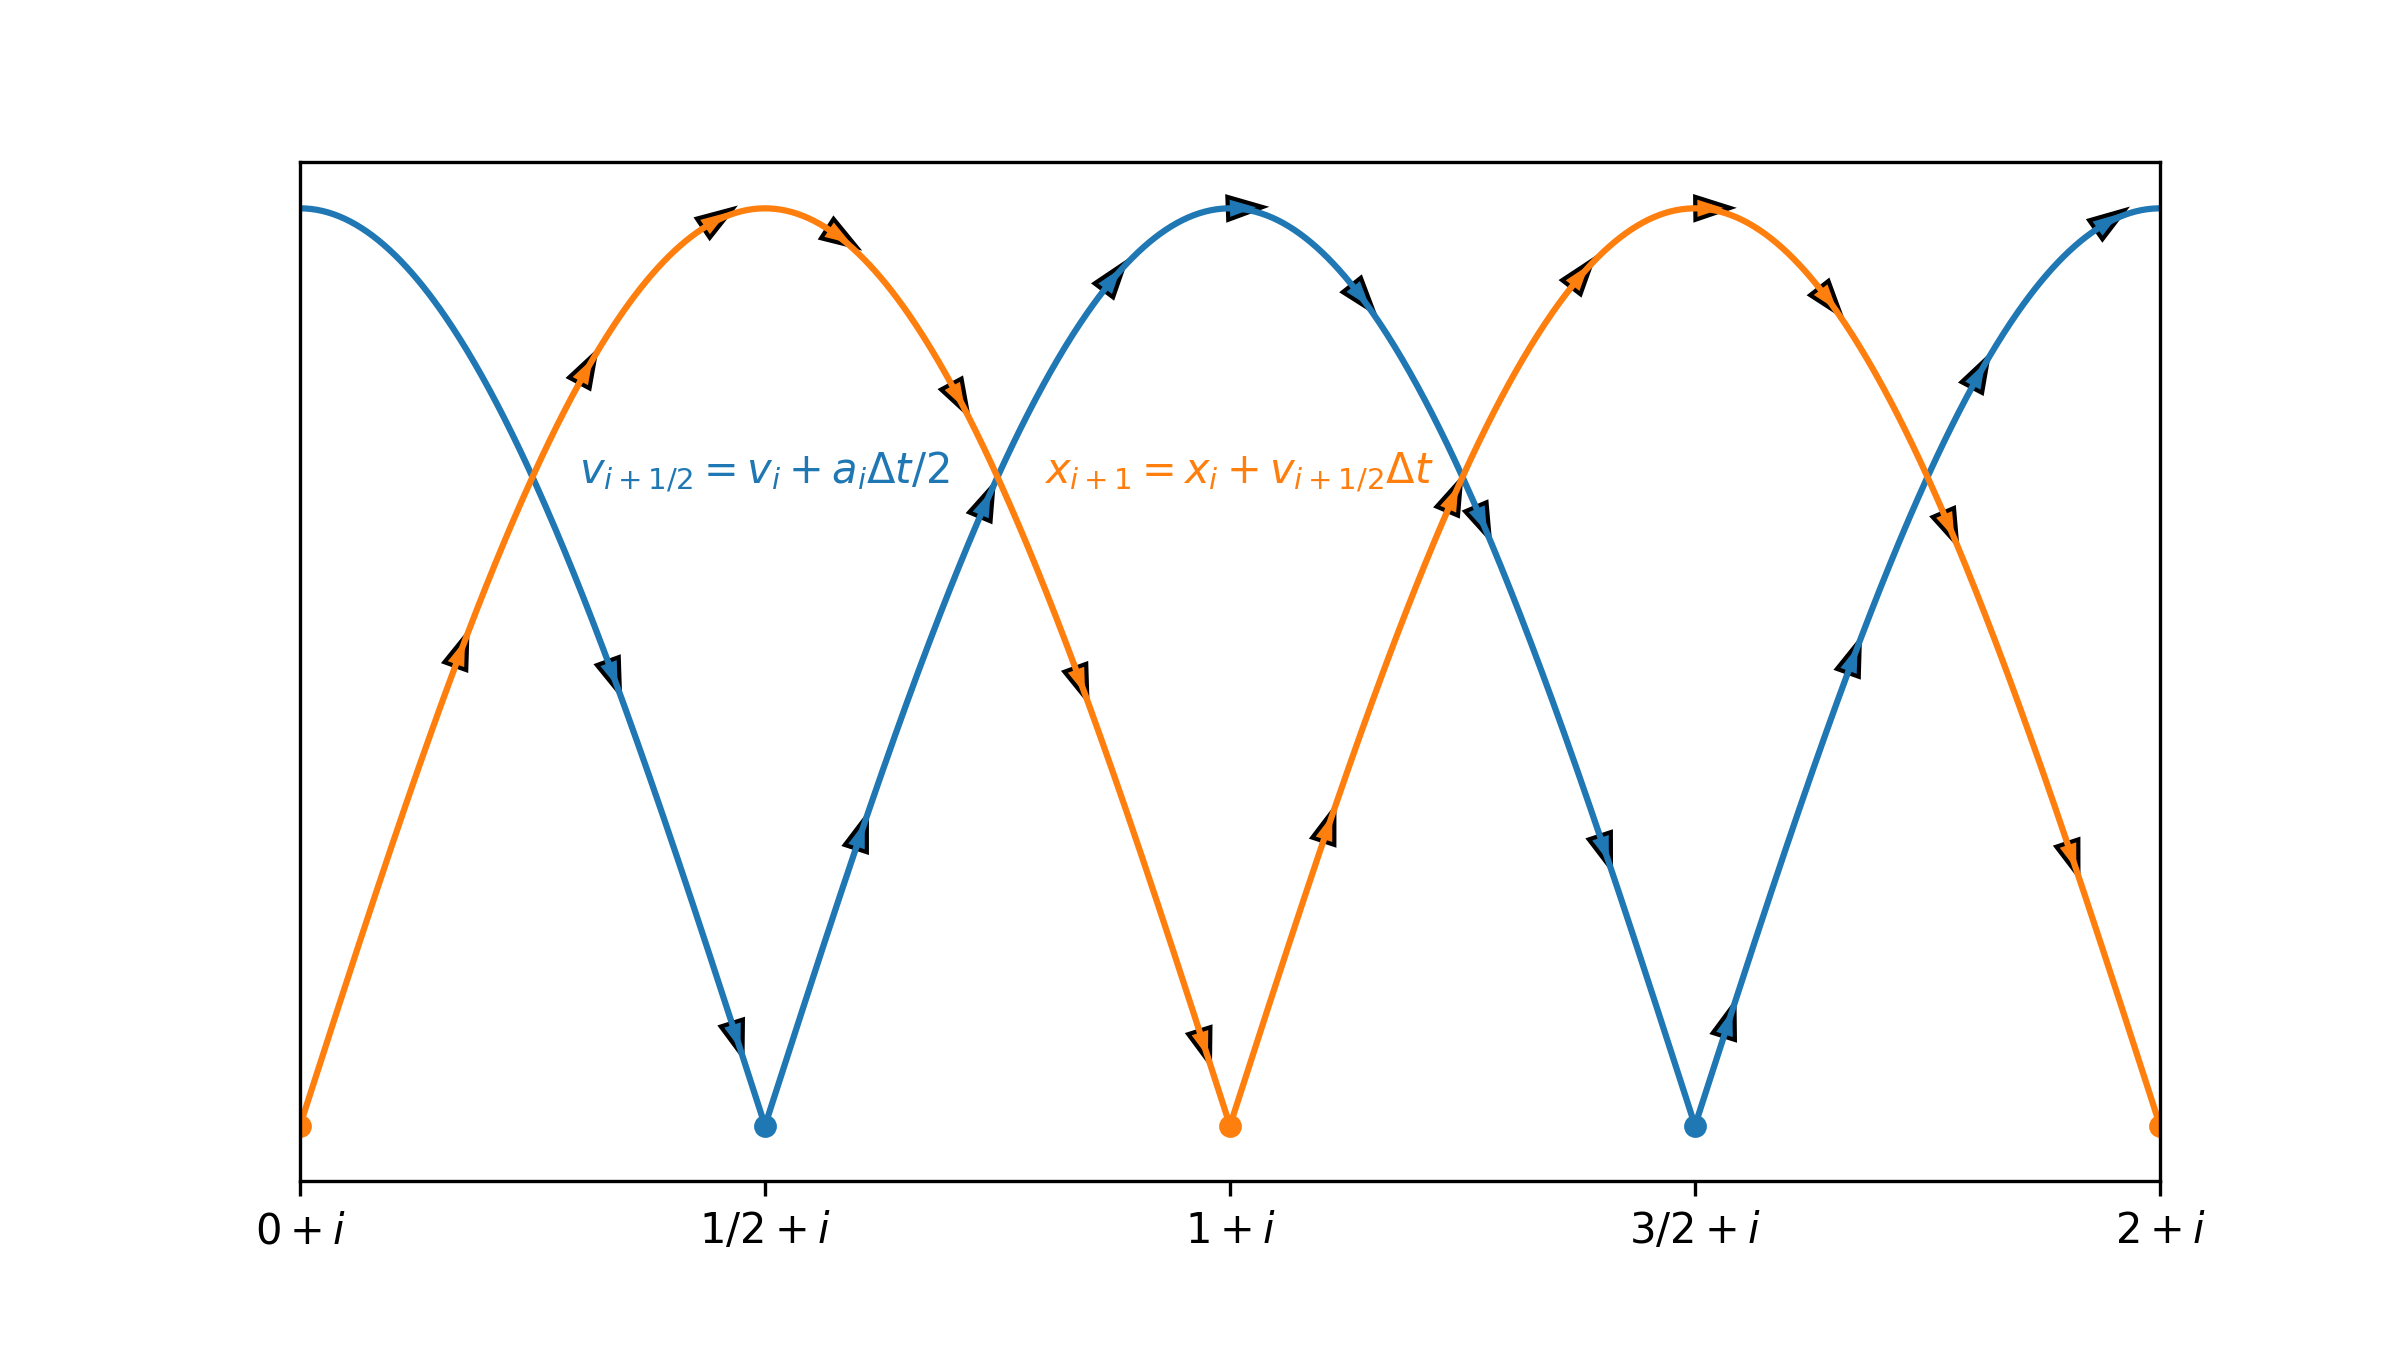 v_{i+1/2} = v_i + a_iΔt/2
x_{i+1} = x_i + v_{i+1/2}Δt
0 + i
1/2 + i
1 + i
3/2 + i
2 + i